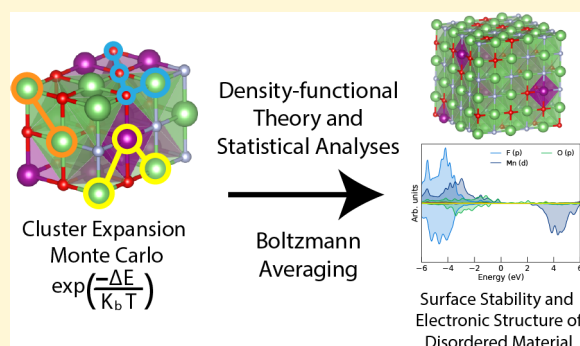 Density-functional
Theory and
Statistical Analyses
Boltzmann
Averaging
Cluster Expansion
Monte Carlo
exp(-ΔE/K_b T)
F (p)
O (p)
Mn (d)
Arb. units
-6 -4 -2 0 2 4 6
Energy (eV)
Surface Stability and
Electronic Structure of
Disordered Material